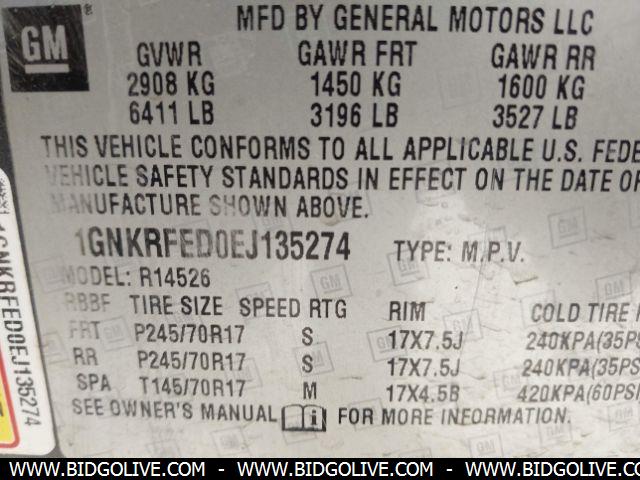 GM
MFD BY GENERAL MOTORS LLC
GVWR GAWR FRT GAWR RR
2908 KG 1450 KG 1600 KG
6411 LB 3196 LB 3527 LB
THIS VEHICLE CONFORMS TO ALL APPLICABLE U.S. FEDE
VEHICLE SAFETY STANDARDS IN EFFECT ON THE DATE OF
MANUFACTURE SHOWN ABOVE.
1GNKRFED0EJ135274 TYPE: M.P.V.
MODEL: R14526
RBBF TIRE SIZE SPEED RTG RIM COLD TIRE
FRT P245/70R17 S 17X7.5J 240KPA(35PS
RR P245/70R17 S 17X7.5J 240KPA(35PS
SPA T145/70R17 M 17X4.5B 420KPA(60PSI
SEE OWNER'S MANUAL FOR MORE INFORMATION.
1GNKRFED0EJ135274
WWW.BIDGOLIVE.COM - WWW.BIDGOLIVE.COM - WWW.BIDGOLIVE.COM